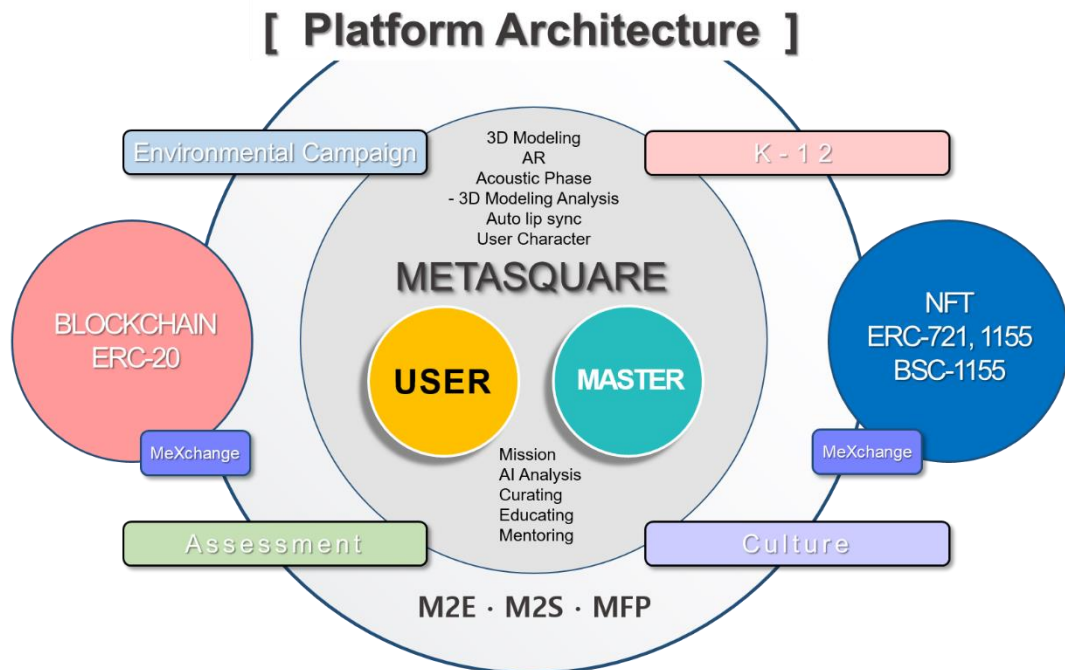 [ Platform Architecture ]
Environmental Campaign
K - 1 2
3D Modeling
AR
Acoustic Phase
- 3D Modeling Analysis
Auto lip sync
User Character
METASQUARE
BLOCKCHAIN
ERC-20
USER
MASTER
NFT
ERC-721, 1155
BSC-1155
MeXchange
MeXchange
Mission
AI Analysis
Curating
Educating
Mentoring
Assessment
Culture
M2E · M2S · MFP